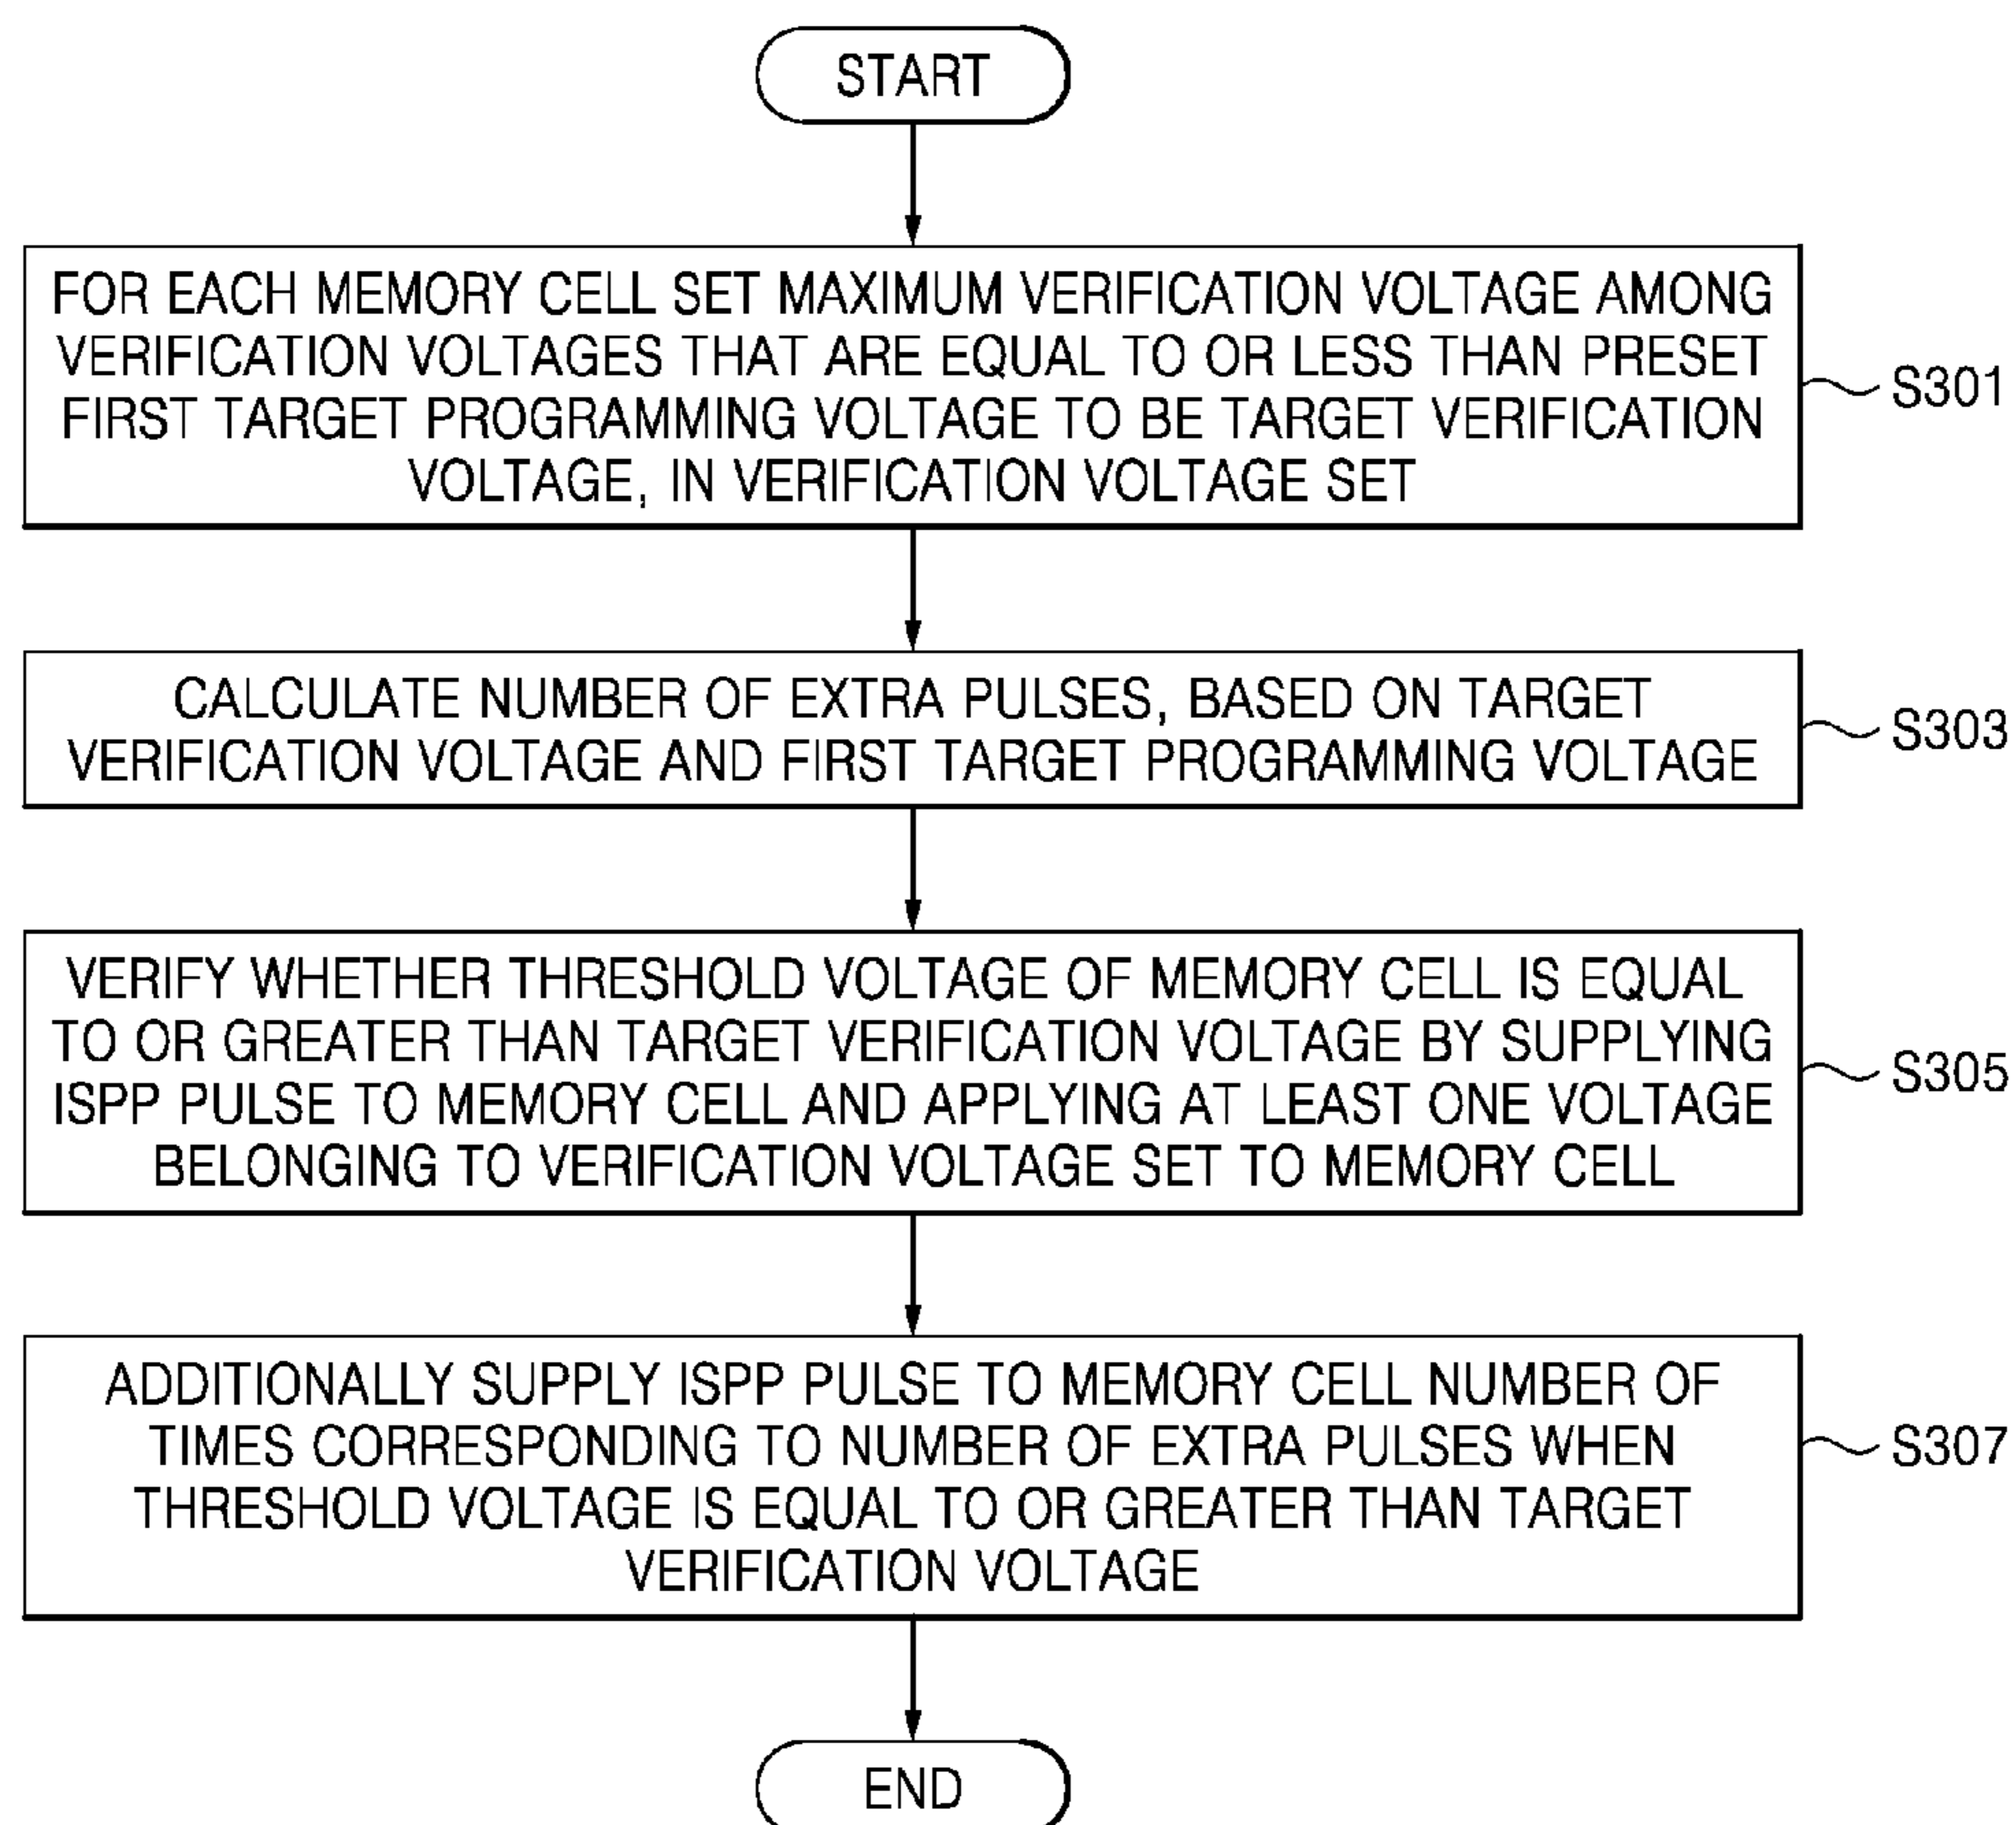 START
FOR EACH MEMORY CELL SET MAXIMUM VERIFICATION VOLTAGE AMONG
VERIFICATION VOLTAGES THAT ARE EQUAL TO OR LESS THAN PRESET
FIRST TARGET PROGRAMMING VOLTAGE TO BE TARGET VERIFICATION
VOLTAGE, IN VERIFICATION VOLTAGE SET
S301
CALCULATE NUMBER OF EXTRA PULSES, BASED ON TARGET
VERIFICATION VOLTAGE AND FIRST TARGET PROGRAMMING VOLTAGE
S303
VERIFY WHETHER THRESHOLD VOLTAGE OF MEMORY CELL IS EQUAL
TO OR GREATER THAN TARGET VERIFICATION VOLTAGE BY SUPPLYING
ISPP PULSE TO MEMORY CELL AND APPLYING AT LEAST ONE VOLTAGE
BELONGING TO VERIFICATION VOLTAGE SET TO MEMORY CELL
S305
ADDITIONALLY SUPPLY ISPP PULSE TO MEMORY CELL NUMBER OF
TIMES CORRESPONDING TO NUMBER OF EXTRA PULSES WHEN
THRESHOLD VOLTAGE IS EQUAL TO OR GREATER THAN TARGET
VERIFICATION VOLTAGE
S307
END